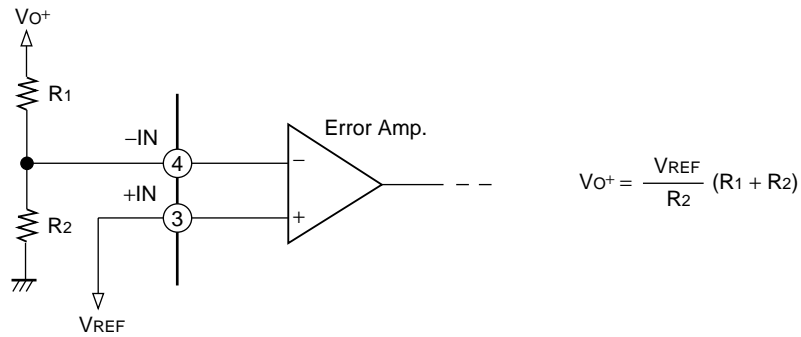 Vo+
R1
−IN
Error Amp.
4
−
+IN
3
+
R2
VREF
Vo+ = VREF / R2 (R1 + R2)